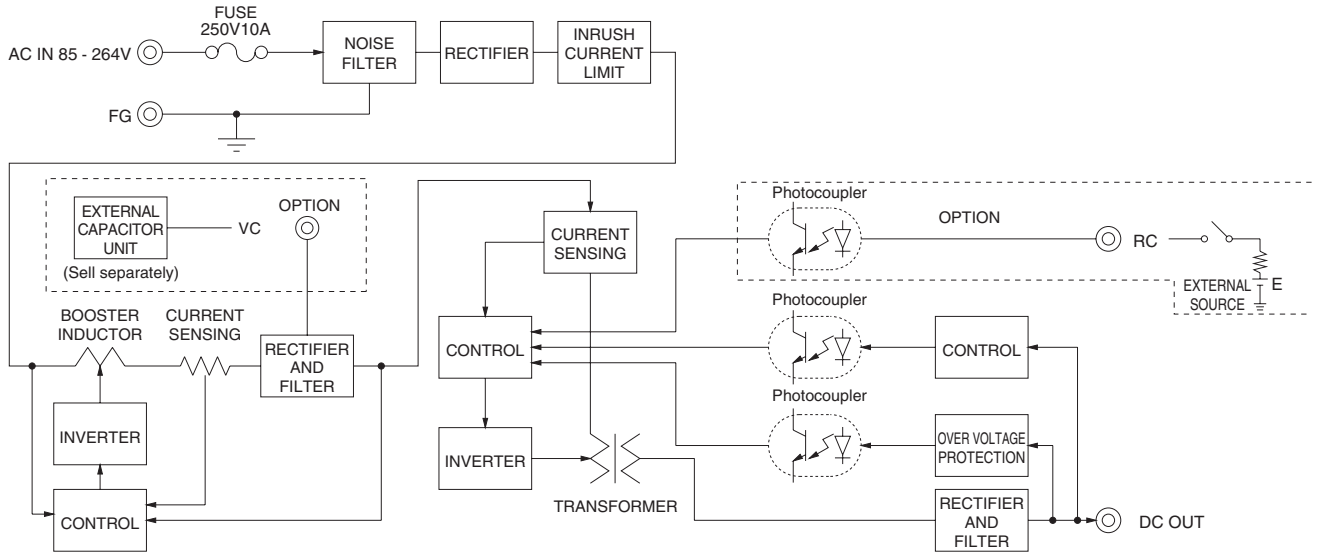 FUSE
250V10A
AC IN 85 - 264V
NOISE
FILTER
RECTIFIER
INRUSH
CURRENT
LIMIT
FG
EXTERNAL
CAPACITOR
UNIT
(Sell separately)
VC
OPTION
CURRENT
SENSING
Photocoupler
OPTION
RC
EXTERNAL
SOURCE
E
BOOSTER
INDUCTOR
CURRENT
SENSING
RECTIFIER
AND
FILTER
CONTROL
Photocoupler
CONTROL
INVERTER
Photocoupler
OVER VOLTAGE
PROTECTION
INVERTER
TRANSFORMER
CONTROL
RECTIFIER
AND
FILTER
DC OUT